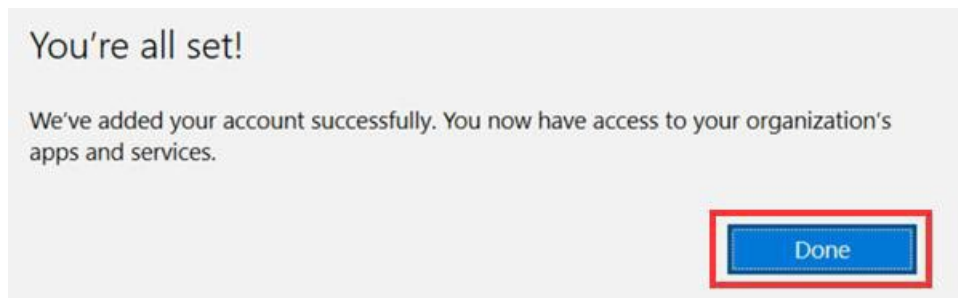 You're all set!
We've added your account successfully. You now have access to your organization's
apps and services.
Done